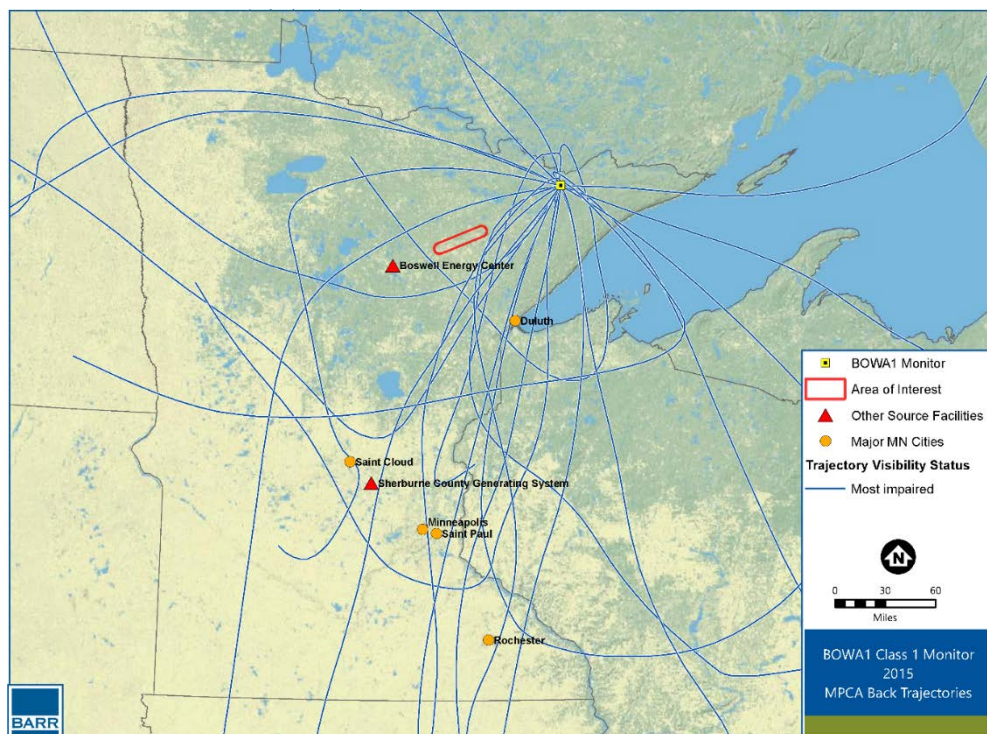 Boswell Energy Center
Duluth
Saint Cloud
Sherburne County Generating System
Minneapolis
Saint Paul
Rochester
BOWA1 Monitor
Area of Interest
Other Source Facilities
Major MN Cities
Trajectory Visibility Status
Most impaired
N
0 30 60
Miles
BOWA1 Class 1 Monitor
2015
MPCA Back Trajectories
BARR